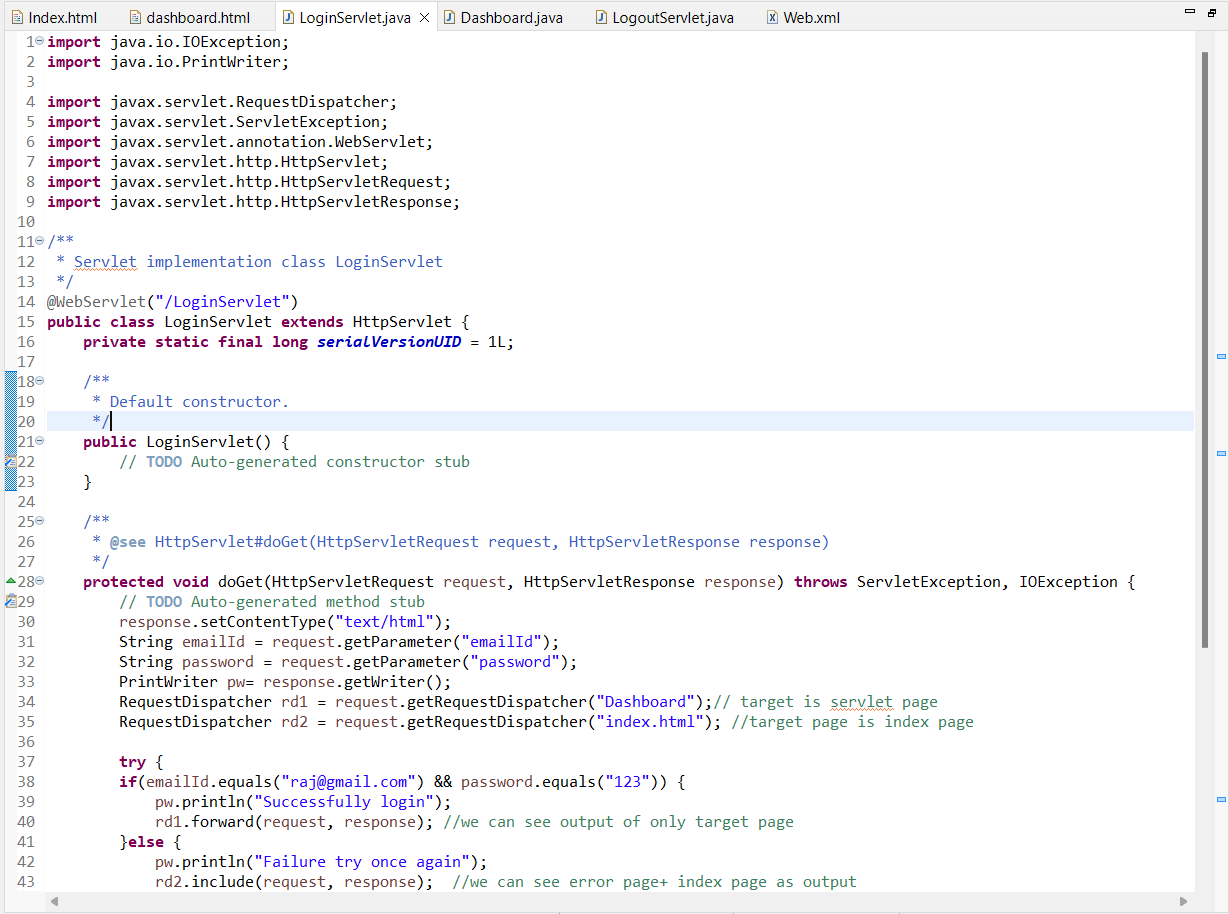 Index.html dashboard.html LoginServlet.java Dashboard.java LogoutServlet.java Web.xml
1 import java.io.IOException;
2 import java.io.PrintWriter;
3
4 import javax.servlet.RequestDispatcher;
5 import javax.servlet.ServletException;
6 import javax.servlet.annotation.WebServlet;
7 import javax.servlet.http.HttpServlet;
8 import javax.servlet.http.HttpServletRequest;
9 import javax.servlet.http.HttpServletResponse;
10
11 /**
12  * Servlet implementation class LoginServlet
13  */
14 @WebServlet("/LoginServlet")
15 public class LoginServlet extends HttpServlet {
16     private static final long serialVersionUID = 1L;
17
18     /**
19      * Default constructor.
20      */
21     public LoginServlet() {
22         // TODO Auto-generated constructor stub
23     }
24
25     /**
26      * @see HttpServlet#doGet(HttpServletRequest request, HttpServletResponse response)
27      */
28     protected void doGet(HttpServletRequest request, HttpServletResponse response) throws ServletException, IOException {
29         // TODO Auto-generated method stub
30         response.setContentType("text/html");
31         String emailId = request.getParameter("emailId");
32         String password = request.getParameter("password");
33         PrintWriter pw= response.getWriter();
34         RequestDispatcher rd1 = request.getRequestDispatcher("Dashboard");// target is servlet page
35         RequestDispatcher rd2 = request.getRequestDispatcher("index.html"); //target page is index page
36
37         try {
38         if(emailId.equals("raj@gmail.com") && password.equals("123")) {
39             pw.println("Successfully login");
40             rd1.forward(request, response); //we can see output of only target page
41         }else {
42             pw.println("Failure try once again");
43             rd2.include(request, response);  //we can see error page+ index page as output